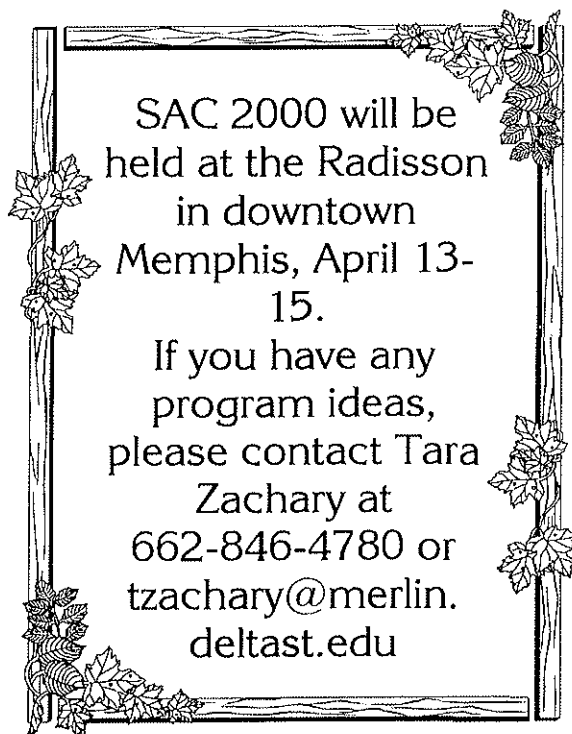 SAC 2000 will be
held at the Radisson
in downtown
Memphis, April 13-
15.
If you have any
program ideas,
please contact Tara
Zachary at
662-846-4780 or
tzachary@merlin.
deltast.edu